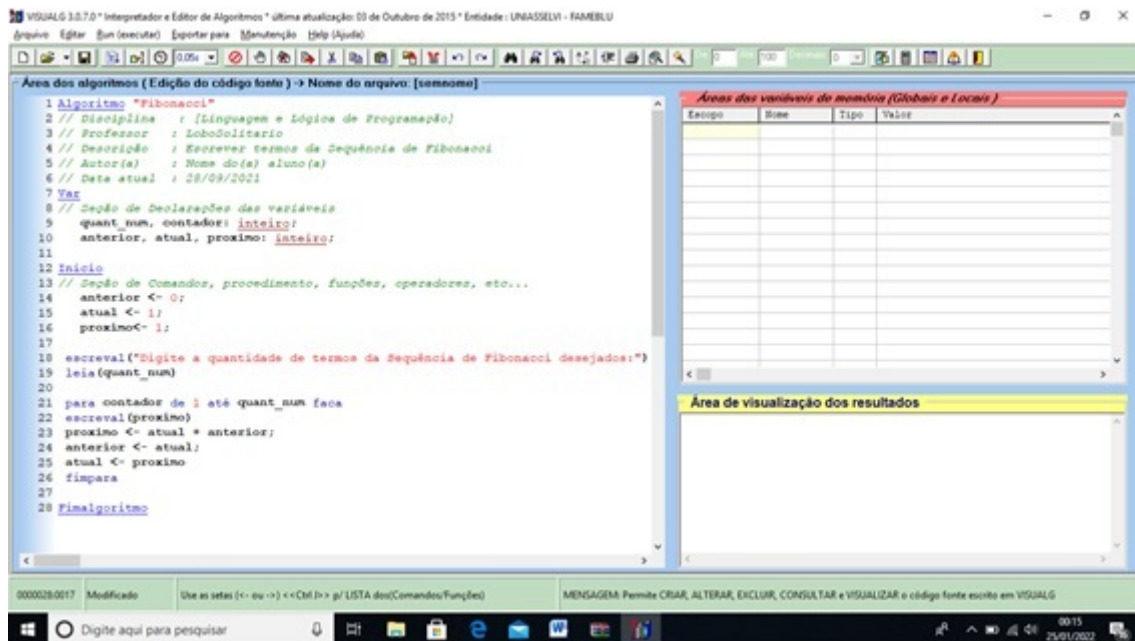 VISUALG 3.0.7.0 * Interpretador e Editor de Algoritmos * última atualização: 03 de Outubro de 2015 * Entidade : UNIASSELVI - FAMEBLU
Arquivo Editar Run (executar) Exportar para Manutenção Help (Ajuda)
0,05s De 0 Até 100 Decimais 0
Área dos algoritmos ( Edição do código fonte ) -> Nome do arquivo: [semnome]
1 Algoritmo "Fibonacci"
2 // Disciplina : [Linguagem e Lógica de Programação]
3 // Professor : LoboSolitario
4 // Descrição : Escrever termos da Sequência de Fibonacci
5 // Autor(a) : Nome do(a) aluno(a)
6 // Data atual : 28/09/2021
7 Var
8 // Seção de Declarações das variáveis
9 quant_num, contador: inteiro;
10 anterior, atual, proximo: inteiro;
11
12 Inicio
13 // Seção de Comandos, procedimento, funções, operadores, etc...
14 anterior <- 0;
15 atual <- 1;
16 proximo<- 1;
17
18 escreval("Digite a quantidade de termos da Sequência de Fibonacci desejados:")
19 leia(quant_num)
20
21 para contador de 1 até quant_num faca
22 escreval(proximo)
23 proximo <- atual + anterior;
24 anterior <- atual;
25 atual <- proximo
26 fimpara
27
28 Fimalgoritmo
Áreas das variáveis de memória (Globais e Locais )
Escopo Nome Tipo Valor
Área de visualização dos resultados
0000028:0017 Modificado Use as setas (<- ou ->) <<Ctrl J>> p/ LISTA dos(Comandos/Funções) MENSAGEM: Permite CRIAR, ALTERAR, EXCLUIR, CONSULTAR e VISUALIZAR o código fonte escrito em VISUALG
Digite aqui para pesquisar
00:15
25/01/2022